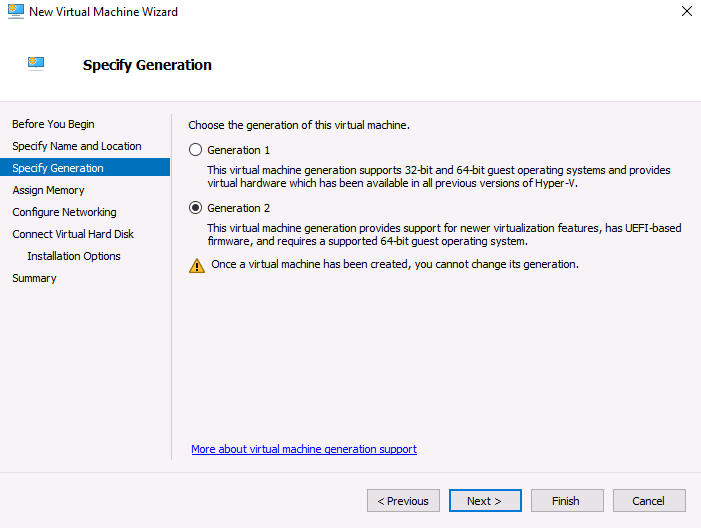 New Virtual Machine Wizard
Specify Generation
Before You Begin
Specify Name and Location
Specify Generation
Assign Memory
Configure Networking
Connect Virtual Hard Disk
Installation Options
Summary
Choose the generation of this virtual machine.
Generation 1
This virtual machine generation supports 32-bit and 64-bit guest operating systems and provides
virtual hardware which has been available in all previous versions of Hyper-V.
Generation 2
This virtual machine generation provides support for newer virtualization features, has UEFI-based
firmware, and requires a supported 64-bit guest operating system.
Once a virtual machine has been created, you cannot change its generation.
More about virtual machine generation support
< Previous
Next >
Finish
Cancel